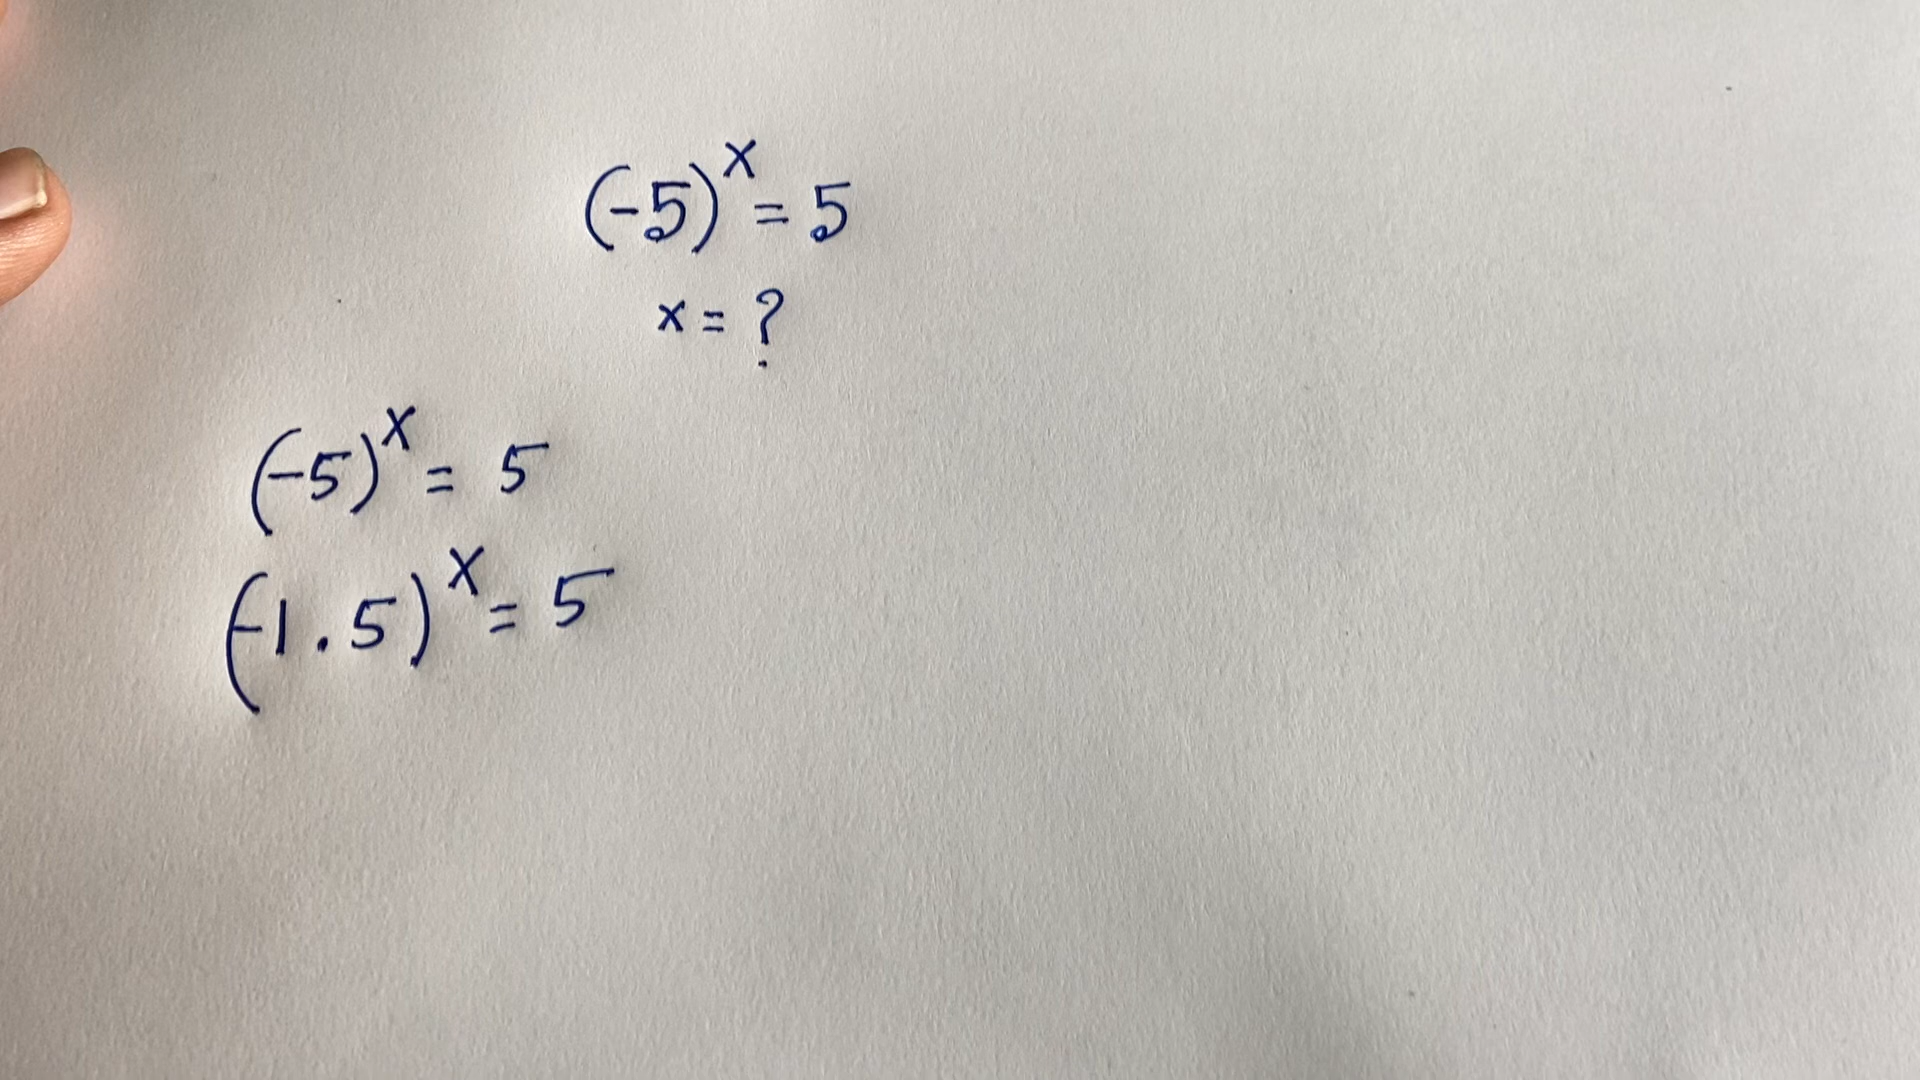 (-5)^x = 5
x = ?
(-5)^x = 5
(-1.5)^x = 5